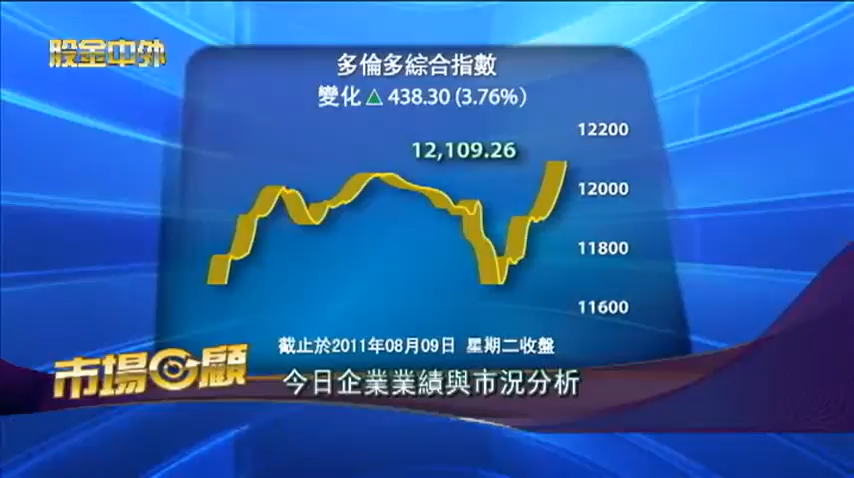 股金中外
多倫多綜合指數
變化 ▲ 438.30 (3.76%)
12,109.26
12200
12000
11800
11600
截止於2011年08月09日 星期二收盤
市場回顧
今日企業業績與市況分析